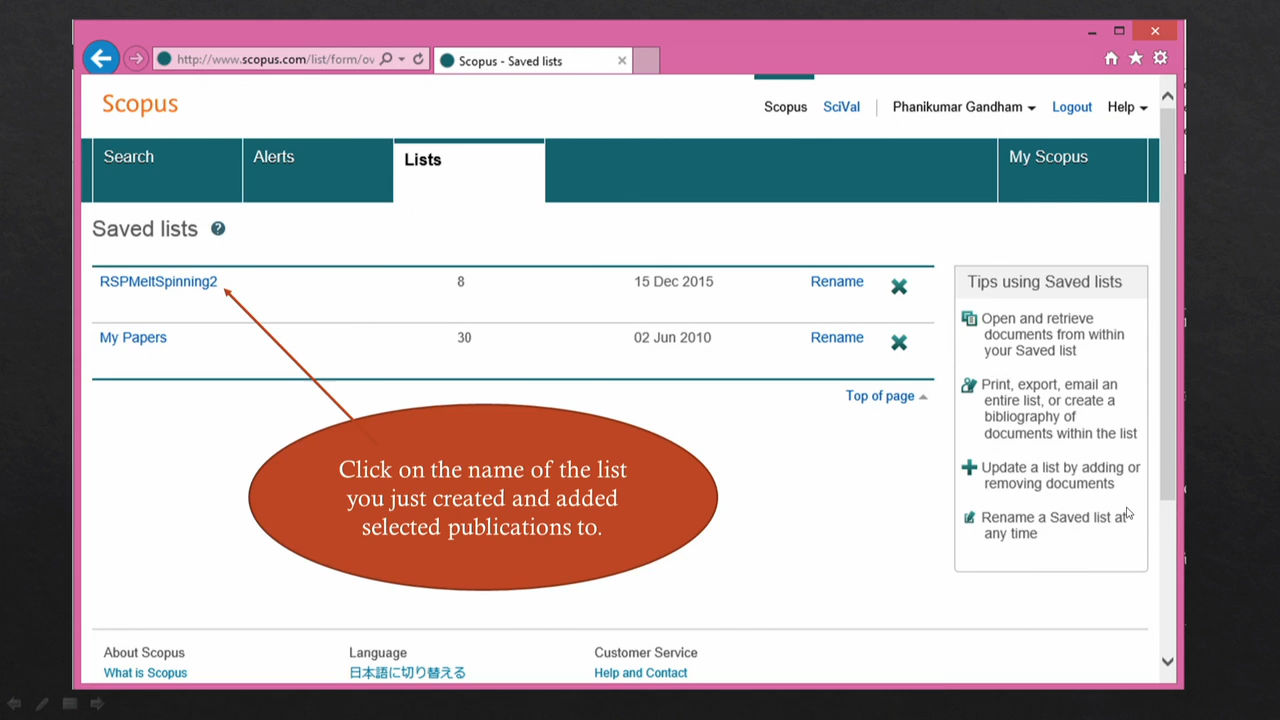 http://www.scopus.com/list/form/ov
Scopus - Saved lists
Scopus
Scopus SciVal Phanikumar Gandham Logout Help
Search Alerts Lists My Scopus
Saved lists ?
RSPMeltSpinning2 8 15 Dec 2015 Rename
My Papers 30 02 Jun 2010 Rename
Top of page
Tips using Saved lists
Open and retrieve
documents from within
your Saved list
Print, export, email an
entire list, or create a
bibliography of
documents within the list
Update a list by adding or
removing documents
Rename a Saved list at
any time
Click on the name of the list
you just created and added
selected publications to.
About Scopus Language Customer Service
What is Scopus 日本語に切り替える Help and Contact